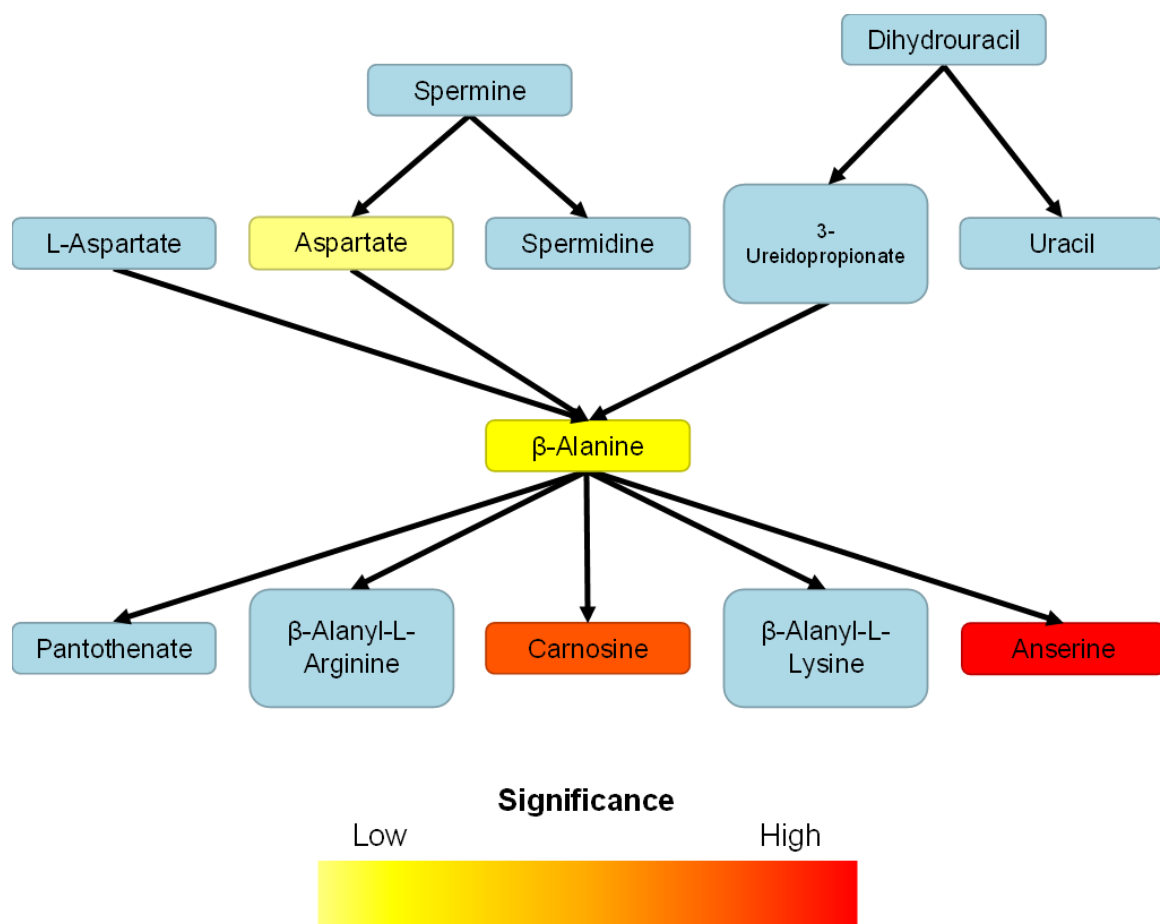 Dihydrouracil
Spermine
L-Aspartate
Aspartate
Spermidine
3-
Ureidopropionate
Uracil
β-Alanine
Pantothenate
β-Alanyl-L-
Arginine
Carnosine
β-Alanyl-L-
Lysine
Anserine
Significance
Low
High